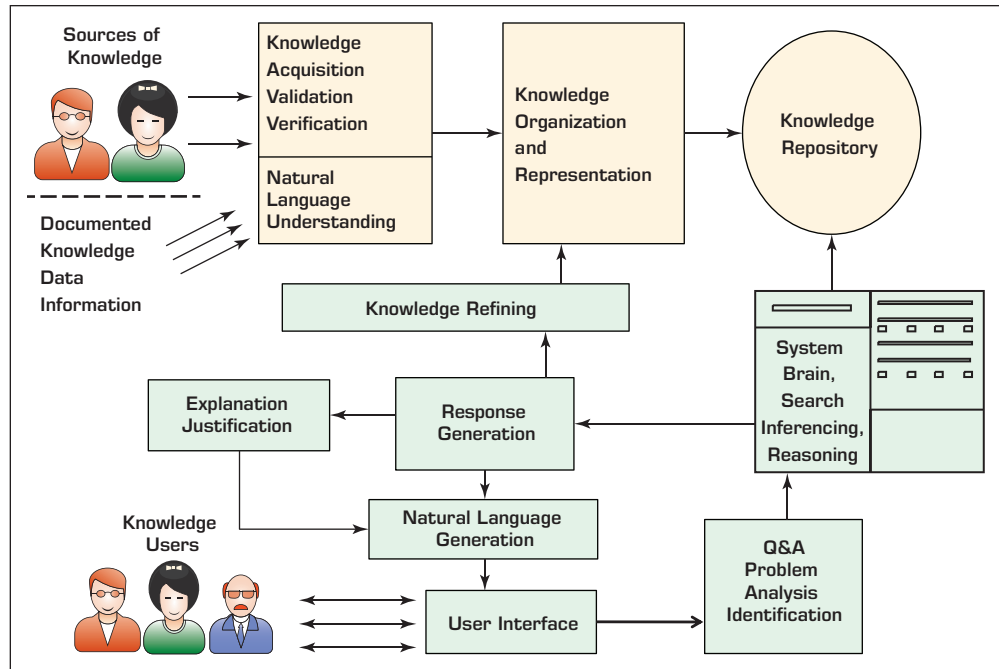 Sources of
Knowledge
Knowledge
Acquisition
Validation
Verification
Natural
Language
Understanding
Knowledge
Organization
and
Representation
Knowledge
Repository
Documented
Knowledge
Data
Information
Knowledge Refining
System
Brain,
Search
Inferencing,
Reasoning
Explanation
Justification
Response
Generation
Natural Language
Generation
Knowledge
Users
User Interface
Q&A
Problem
Analysis
Identification